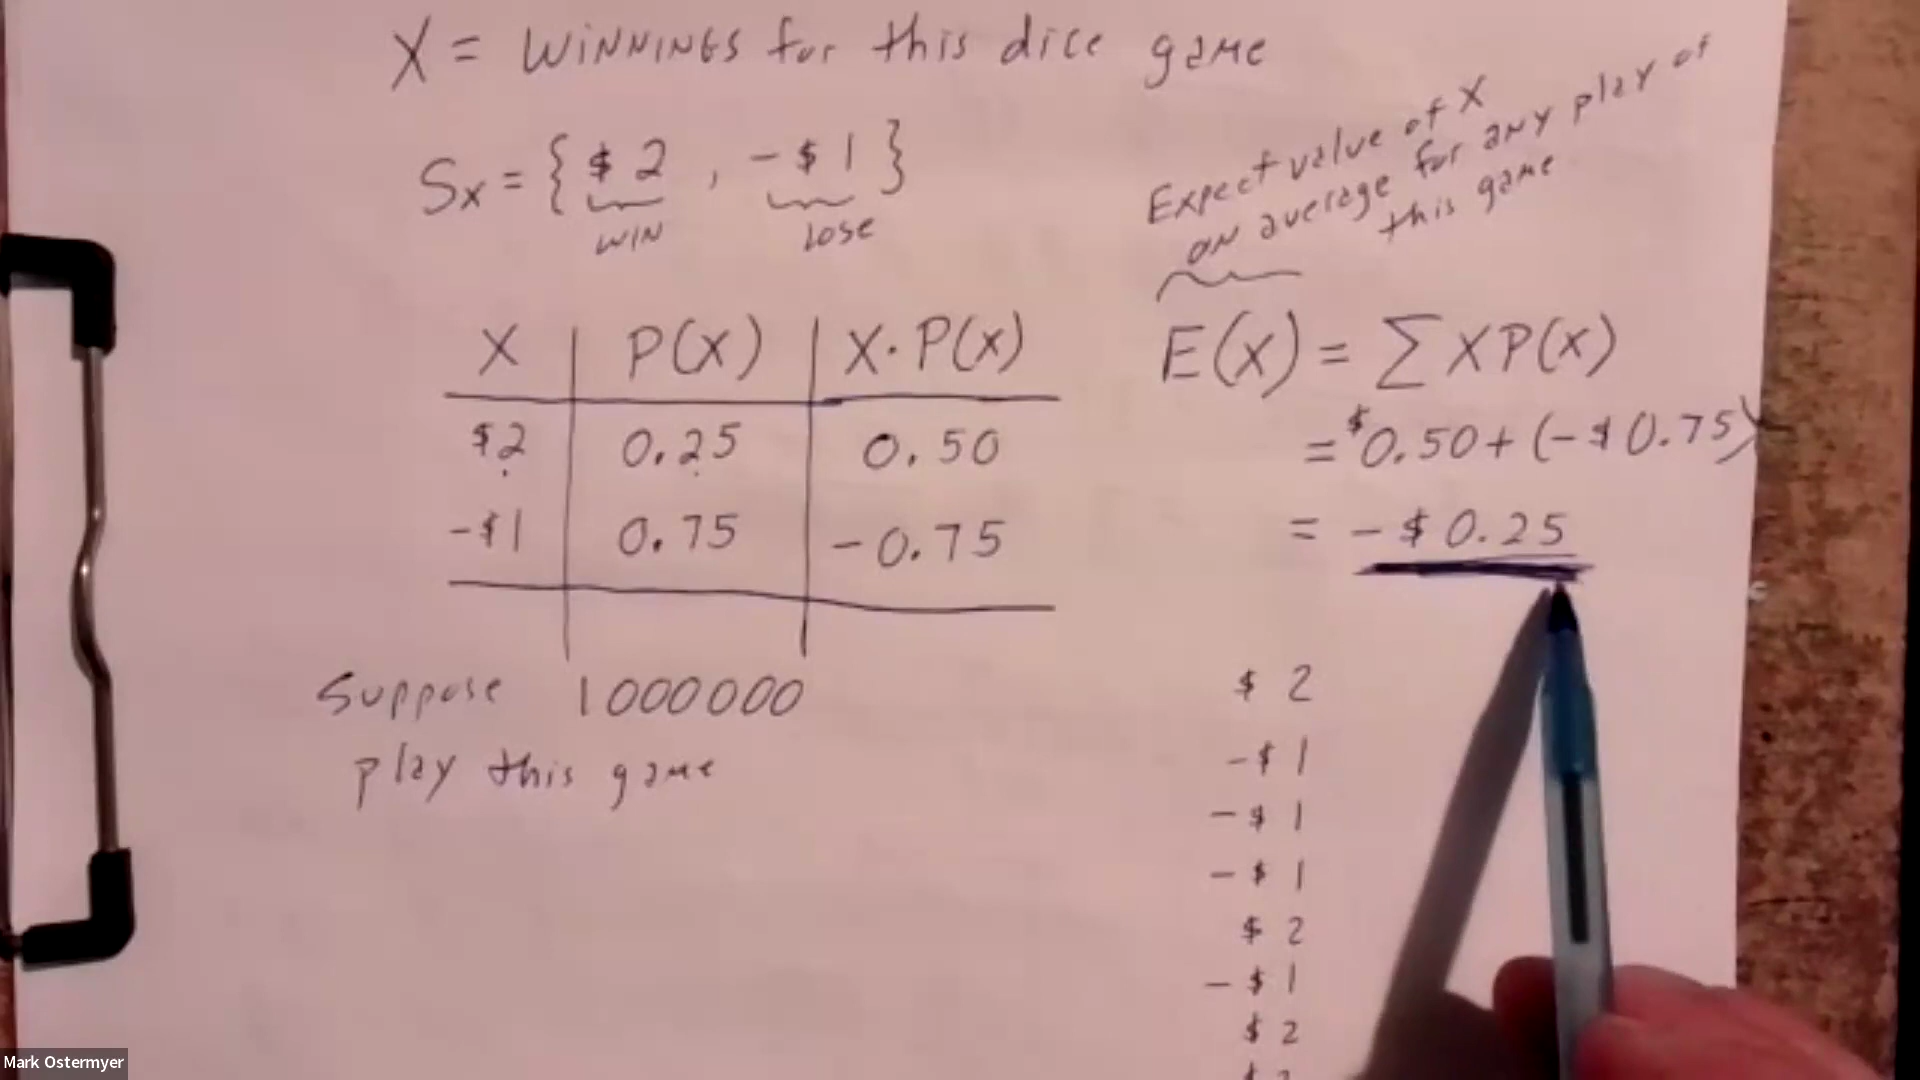 X = WINNINGS for this dice game
Sx = { $ 2 , - $ 1 }
WIN lose
Expect value of X
on average for any play of
this game
X P(X) X · P(X)
$2 0.25 0.50
-$1 0.75 -0.75
E(X) = ∑ X P(X)
= $0.50 + (-$0.75)
= -$0.25
Suppose 1000000
play this game
$ 2
-$ 1
-$ 1
-$ 1
$ 2
-$ 1
$ 2
Mark Ostermyer